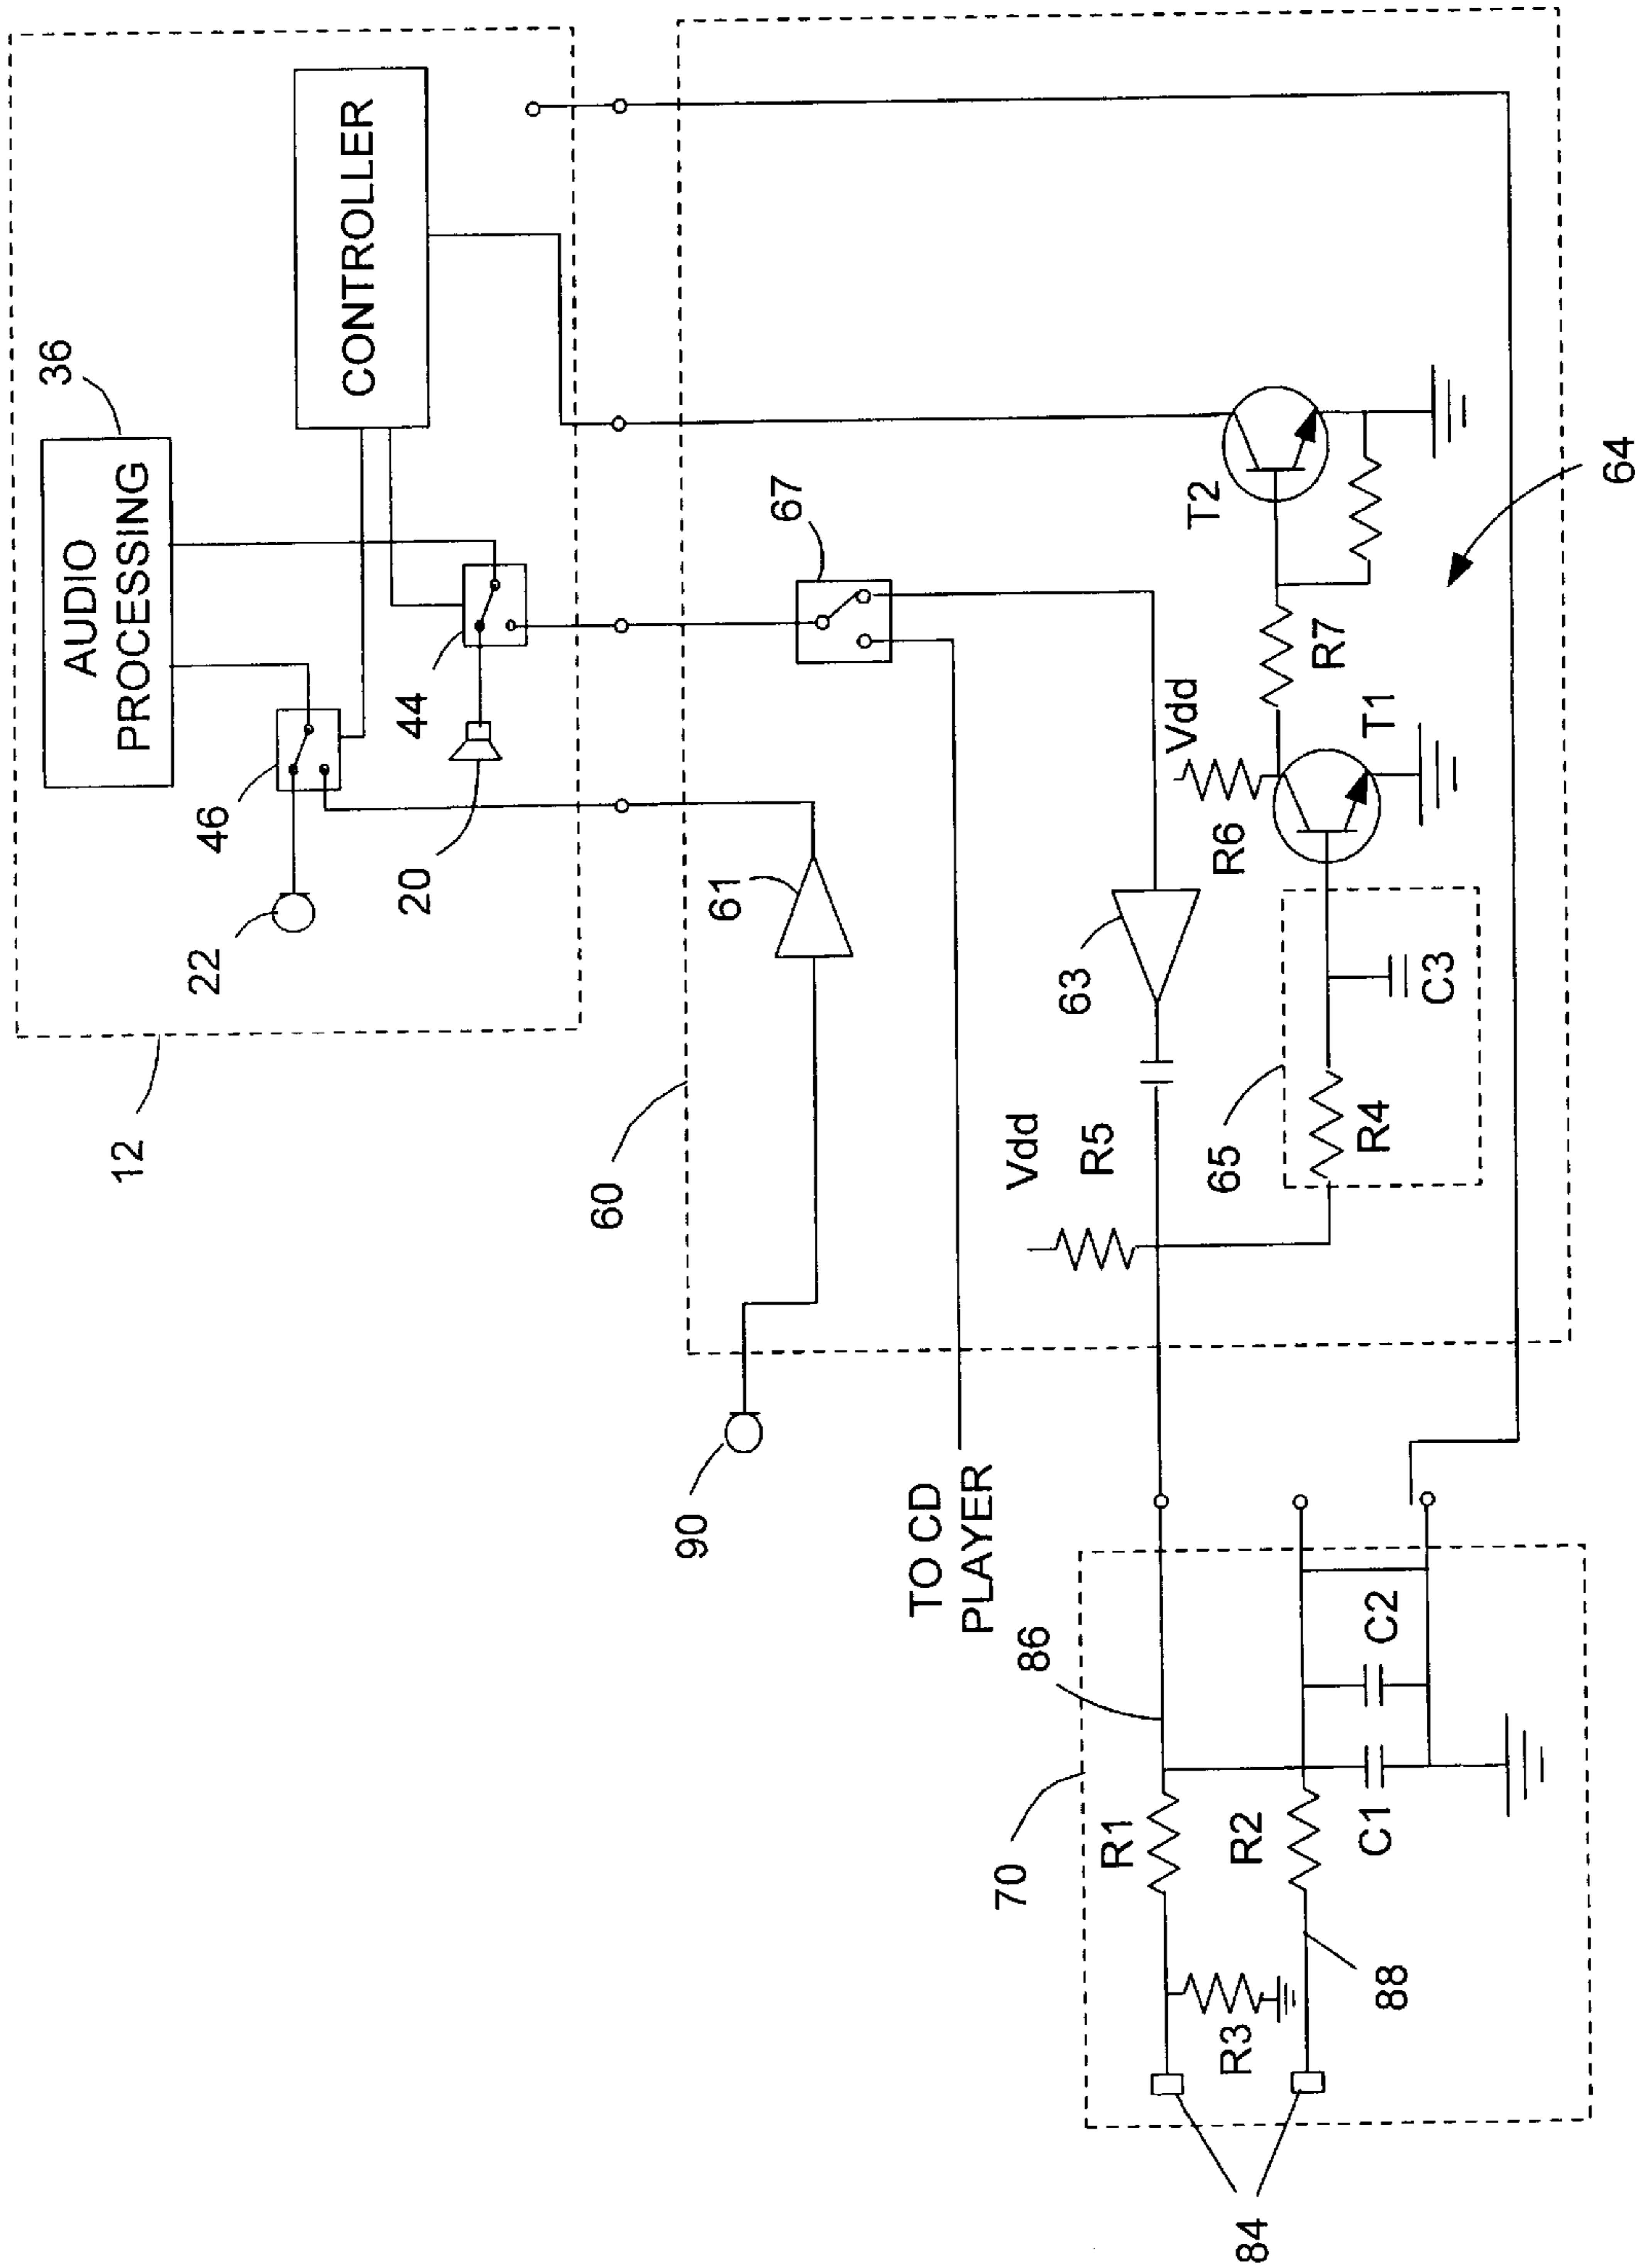 36
AUDIO
PROCESSING
CONTROLLER
46
22
44
20
12
67
61
60
90
TO CD
PLAYER
63
Vdd
R5
Vdd
R6
T2
R7
T1
65
R4
C3
64
86
70
R1
R2
C1
C2
R3
88
84